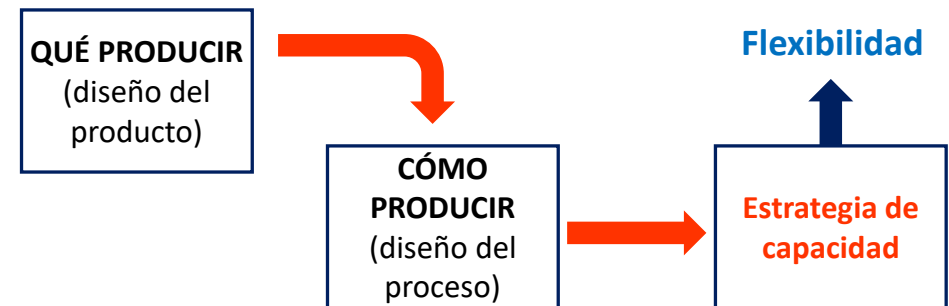 QUÉ PRODUCIR
(diseño del
producto)
Flexibilidad
CÓMO
PRODUCIR
(diseño del
proceso)
Estrategia de
capacidad